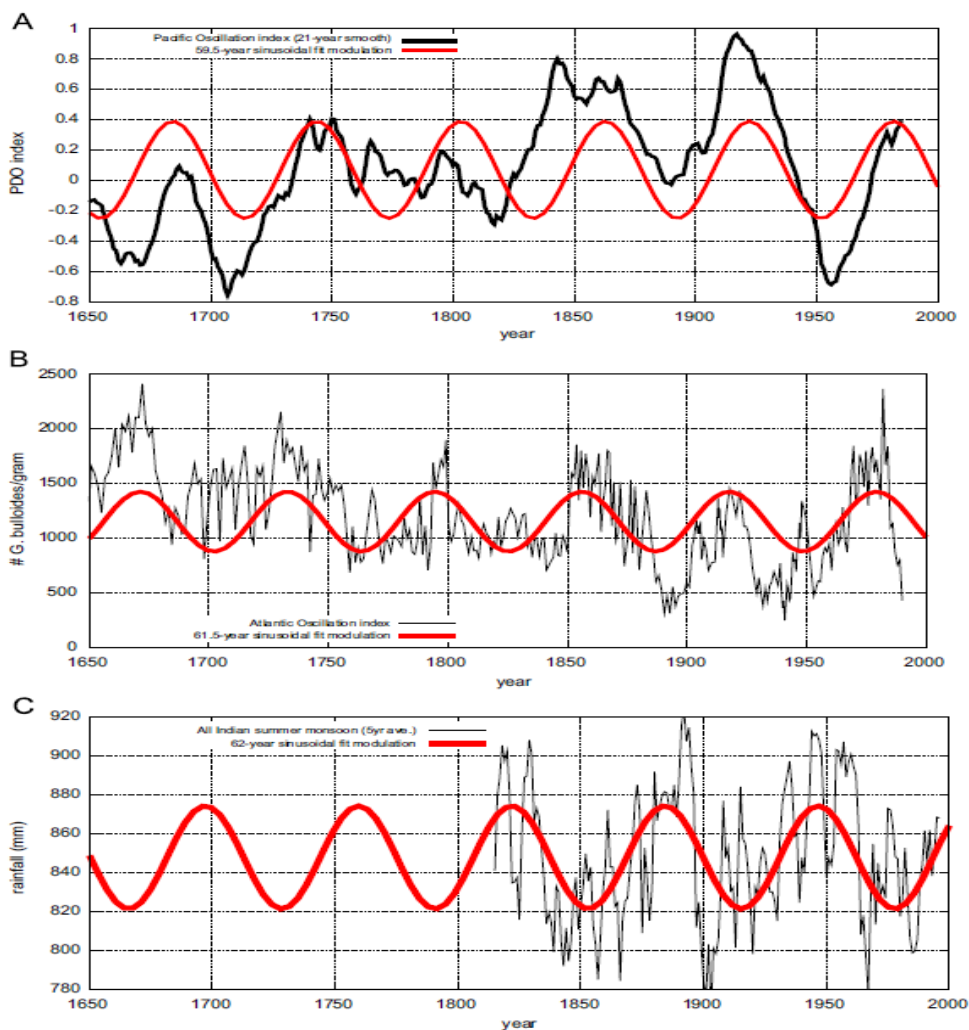 A
Pacific Oscillation index (21-year smooth)
59.5-year sinusoidal fit modulation
PDO index
1
0.8
0.6
0.4
0.2
0
-0.2
-0.4
-0.6
-0.8
1650 1700 1750 1800 1850 1900 1950 2000
year
B
# G. bulloides/gram
2500
2000
1500
1000
500
0
Atlantic Oscillation index
61.5-year sinusoidal fit modulation
1650 1700 1750 1800 1850 1900 1950 2000
year
C
All Indian summer monsoon (5yr ave.)
62-year sinusoidal fit modulation
rainfall (mm)
920
900
880
860
840
820
800
780
1650 1700 1750 1800 1850 1900 1950 2000
year